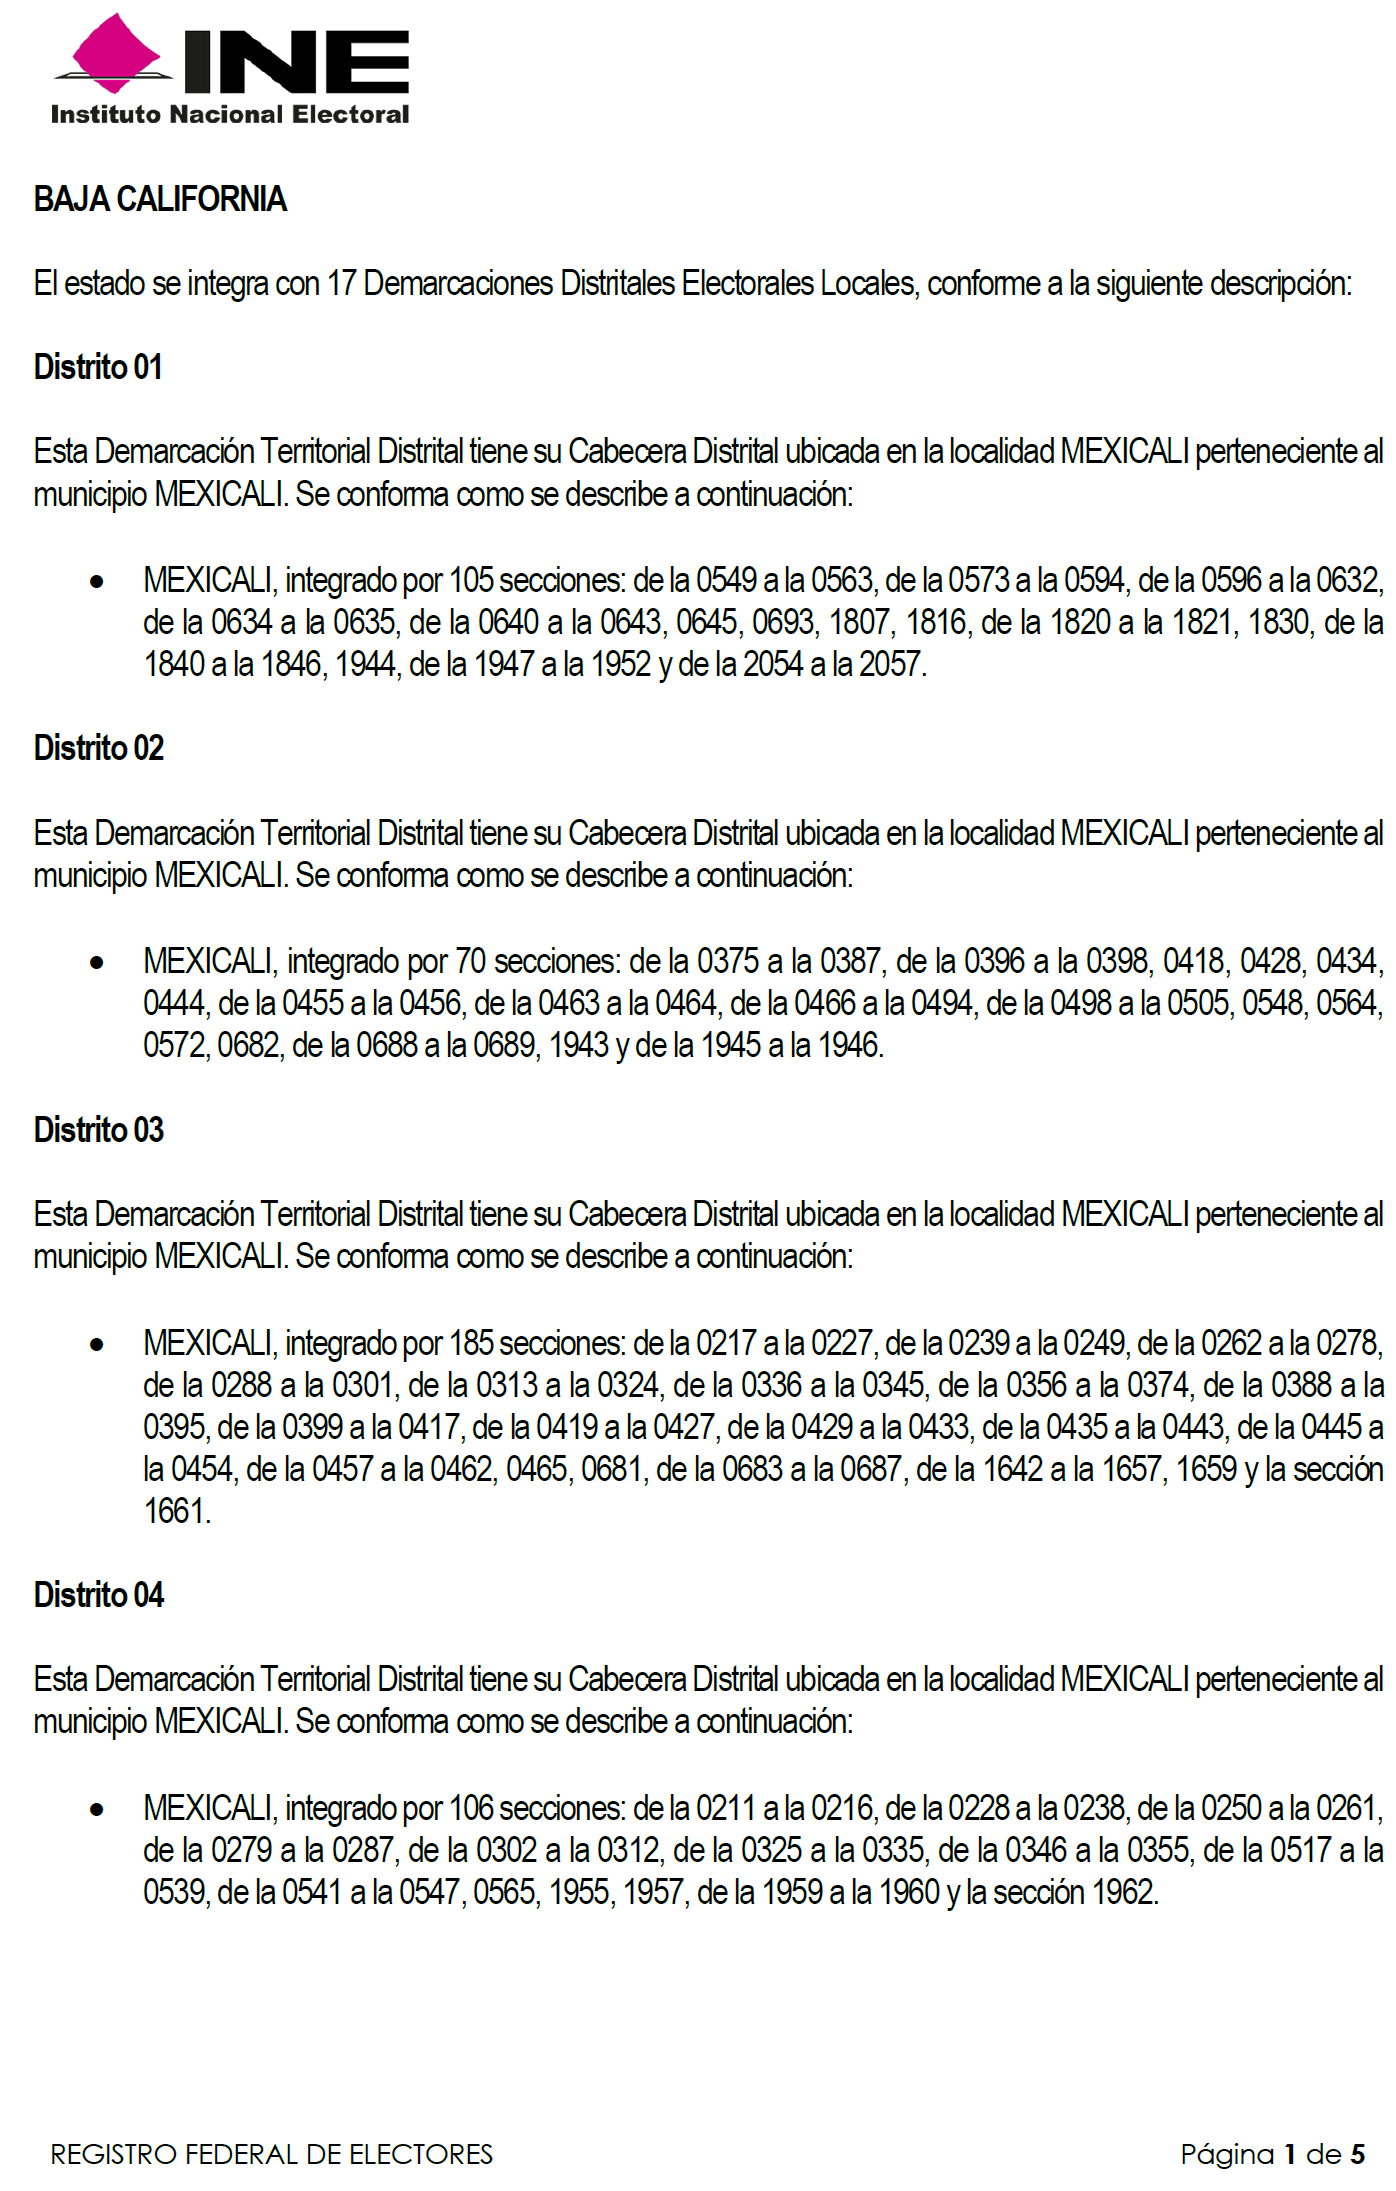 INE
Instituto Nacional Electoral
BAJA CALIFORNIA
El estado se integra con 17 Demarcaciones Distritales Electorales Locales, conforme a la siguiente descripción:
Distrito 01
Esta Demarcación Territorial Distrital tiene su Cabecera Distrital ubicada en la localidad MEXICALI perteneciente al
municipio MEXICALI. Se conforma como se describe a continuación:
● MEXICALI, integrado por 105 secciones: de la 0549 a la 0563, de la 0573 a la 0594, de la 0596 a la 0632,
de la 0634 a la 0635, de la 0640 a la 0643, 0645, 0693, 1807, 1816, de la 1820 a la 1821, 1830, de la
1840 a la 1846, 1944, de la 1947 a la 1952 y de la 2054 a la 2057.
Distrito 02
Esta Demarcación Territorial Distrital tiene su Cabecera Distrital ubicada en la localidad MEXICALI perteneciente al
municipio MEXICALI. Se conforma como se describe a continuación:
● MEXICALI, integrado por 70 secciones: de la 0375 a la 0387, de la 0396 a la 0398, 0418, 0428, 0434,
0444, de la 0455 a la 0456, de la 0463 a la 0464, de la 0466 a la 0494, de la 0498 a la 0505, 0548, 0564,
0572, 0682, de la 0688 a la 0689, 1943 y de la 1945 a la 1946.
Distrito 03
Esta Demarcación Territorial Distrital tiene su Cabecera Distrital ubicada en la localidad MEXICALI perteneciente al
municipio MEXICALI. Se conforma como se describe a continuación:
● MEXICALI, integrado por 185 secciones: de la 0217 a la 0227, de la 0239 a la 0249, de la 0262 a la 0278,
de la 0288 a la 0301, de la 0313 a la 0324, de la 0336 a la 0345, de la 0356 a la 0374, de la 0388 a la
0395, de la 0399 a la 0417, de la 0419 a la 0427, de la 0429 a la 0433, de la 0435 a la 0443, de la 0445 a
la 0454, de la 0457 a la 0462, 0465, 0681, de la 0683 a la 0687, de la 1642 a la 1657, 1659 y la sección
1661.
Distrito 04
Esta Demarcación Territorial Distrital tiene su Cabecera Distrital ubicada en la localidad MEXICALI perteneciente al
municipio MEXICALI. Se conforma como se describe a continuación:
● MEXICALI, integrado por 106 secciones: de la 0211 a la 0216, de la 0228 a la 0238, de la 0250 a la 0261,
de la 0279 a la 0287, de la 0302 a la 0312, de la 0325 a la 0335, de la 0346 a la 0355, de la 0517 a la
0539, de la 0541 a la 0547, 0565, 1955, 1957, de la 1959 a la 1960 y la sección 1962.
REGISTRO FEDERAL DE ELECTORES Página 1 de 5